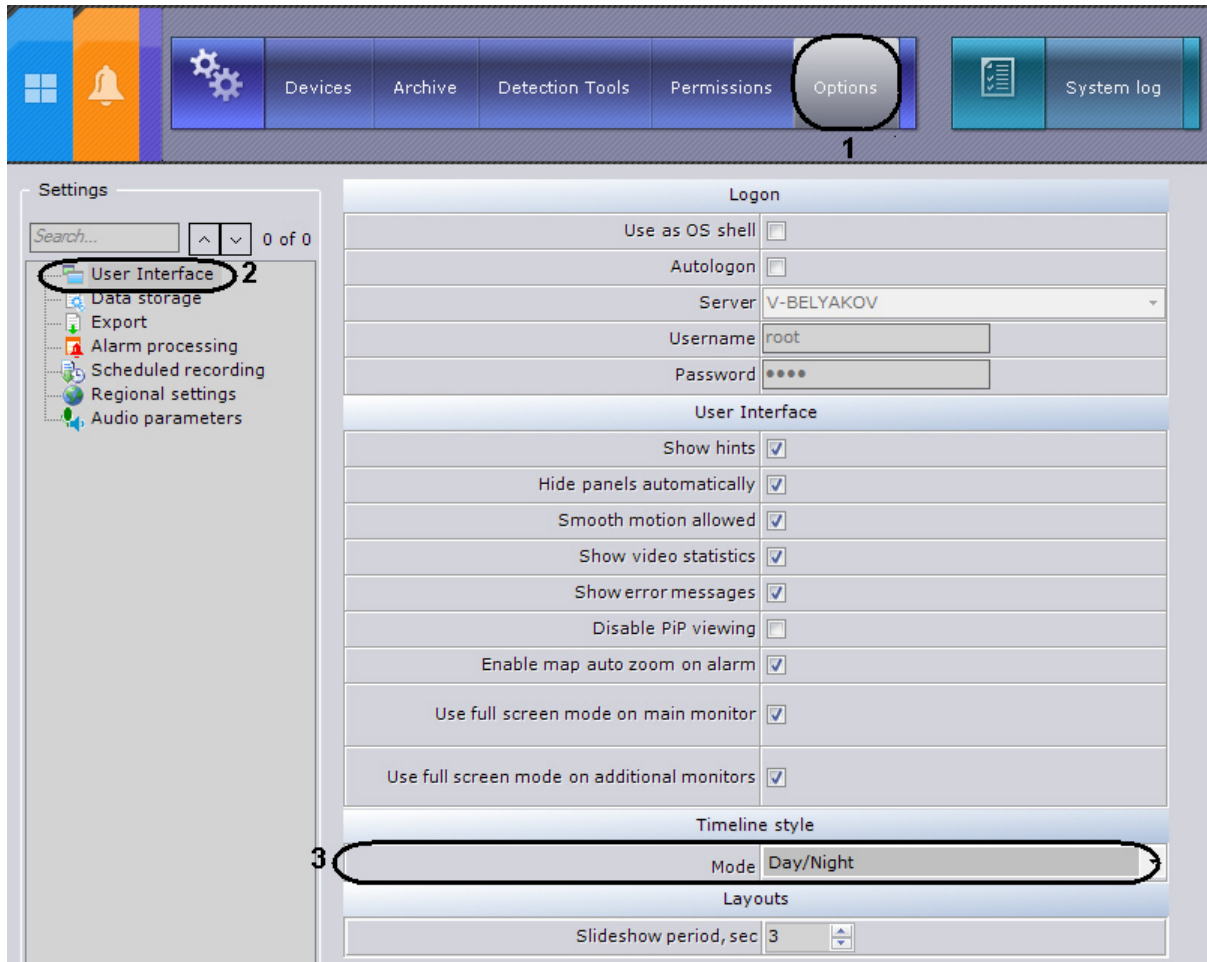 Devices Archive Detection Tools Permissions Options System log
1
Settings
Search... 0 of 0
User Interface 2
Data storage
Export
Alarm processing
Scheduled recording
Regional settings
Audio parameters
Logon
Use as OS shell
Autologon
Server V-BELYAKOV
Username root
Password ●●●●
User Interface
Show hints
Hide panels automatically
Smooth motion allowed
Show video statistics
Show error messages
Disable PiP viewing
Enable map auto zoom on alarm
Use full screen mode on main monitor
Use full screen mode on additional monitors
Timeline style
3 Mode Day/Night
Layouts
Slideshow period, sec 3